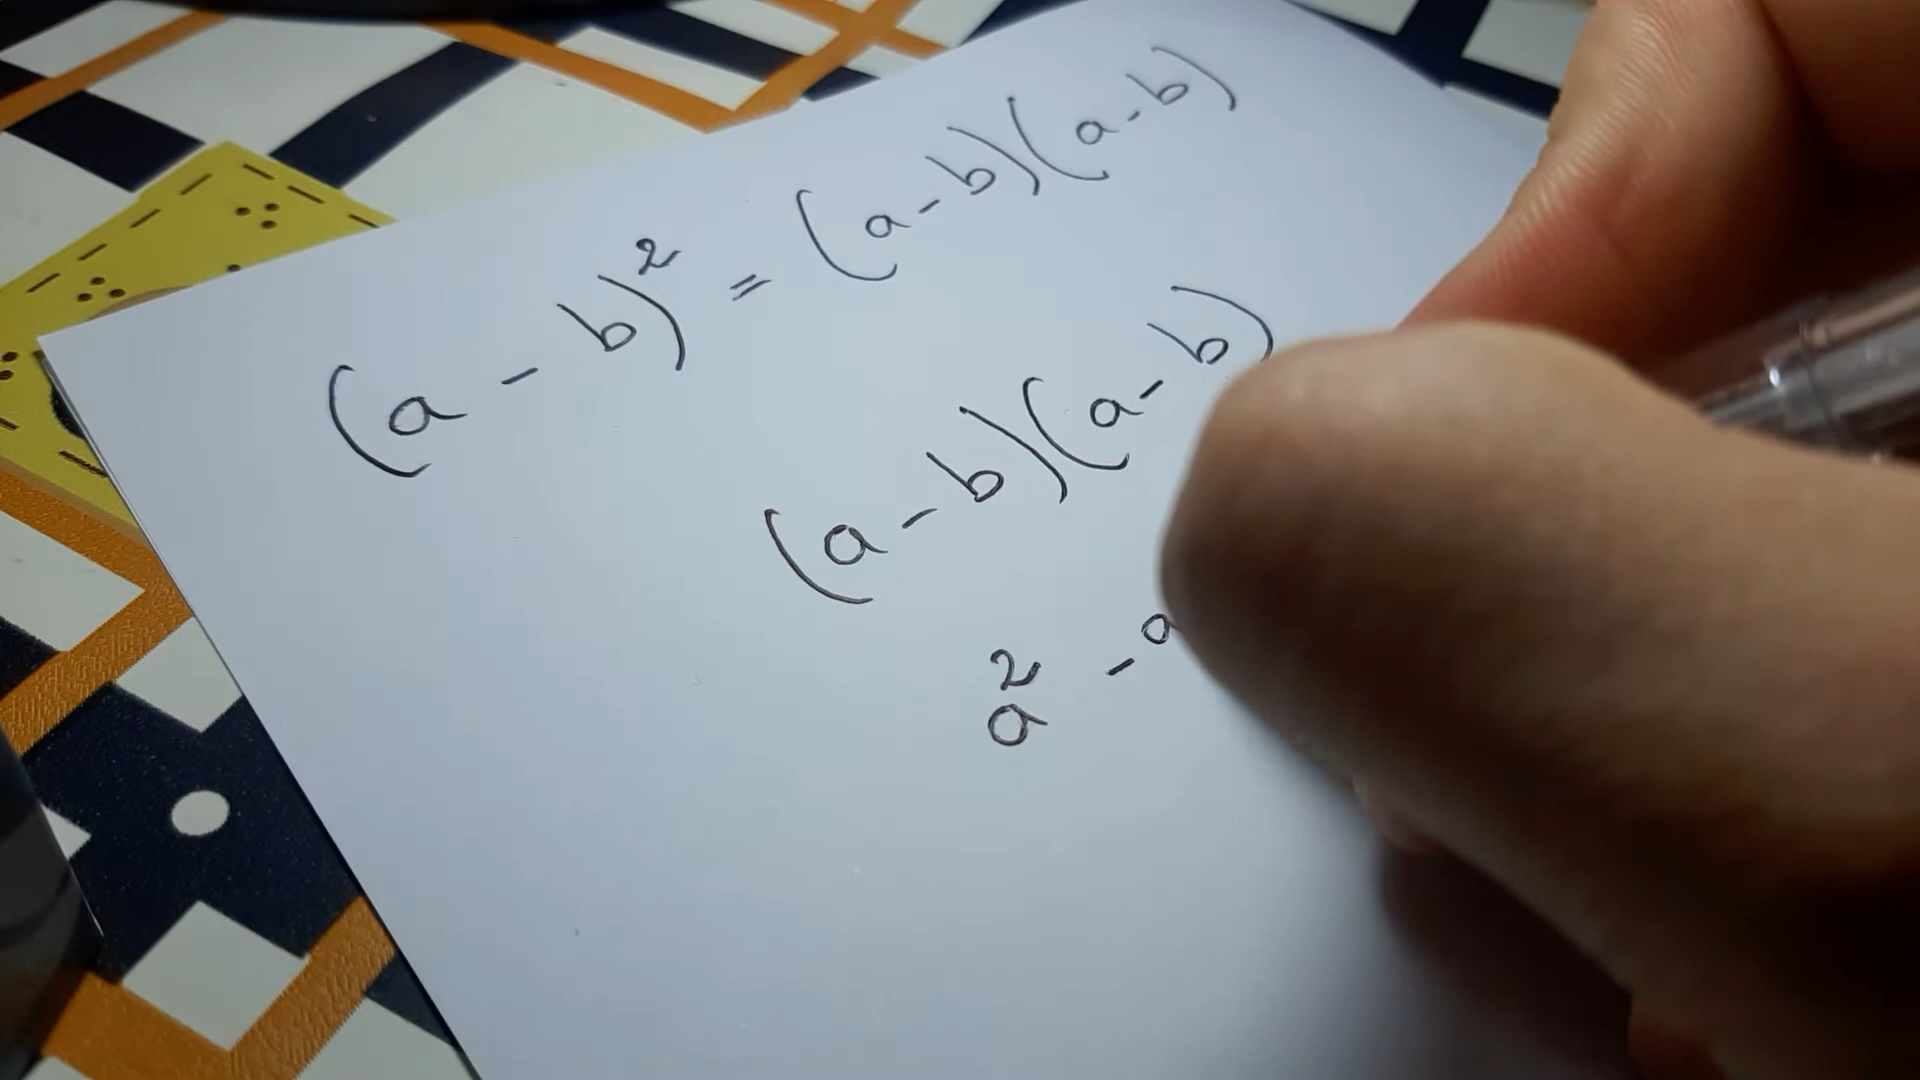 (a - b)² = (a - b)(a - b)
(a - b)(a - b)
a² - a